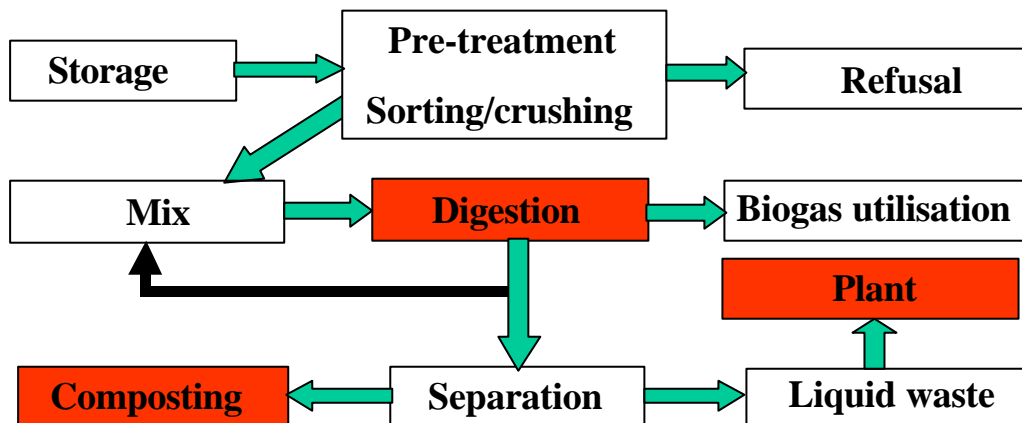 Storage
Pre-treatment
Sorting/crushing
Refusal
Mix
Digestion
Biogas utilisation
Plant
Composting
Separation
Liquid waste